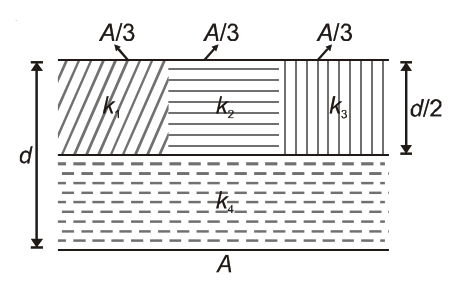 A/3 A/3 A/3
k₁ k₂ k₃ d/2
d
k₄
A